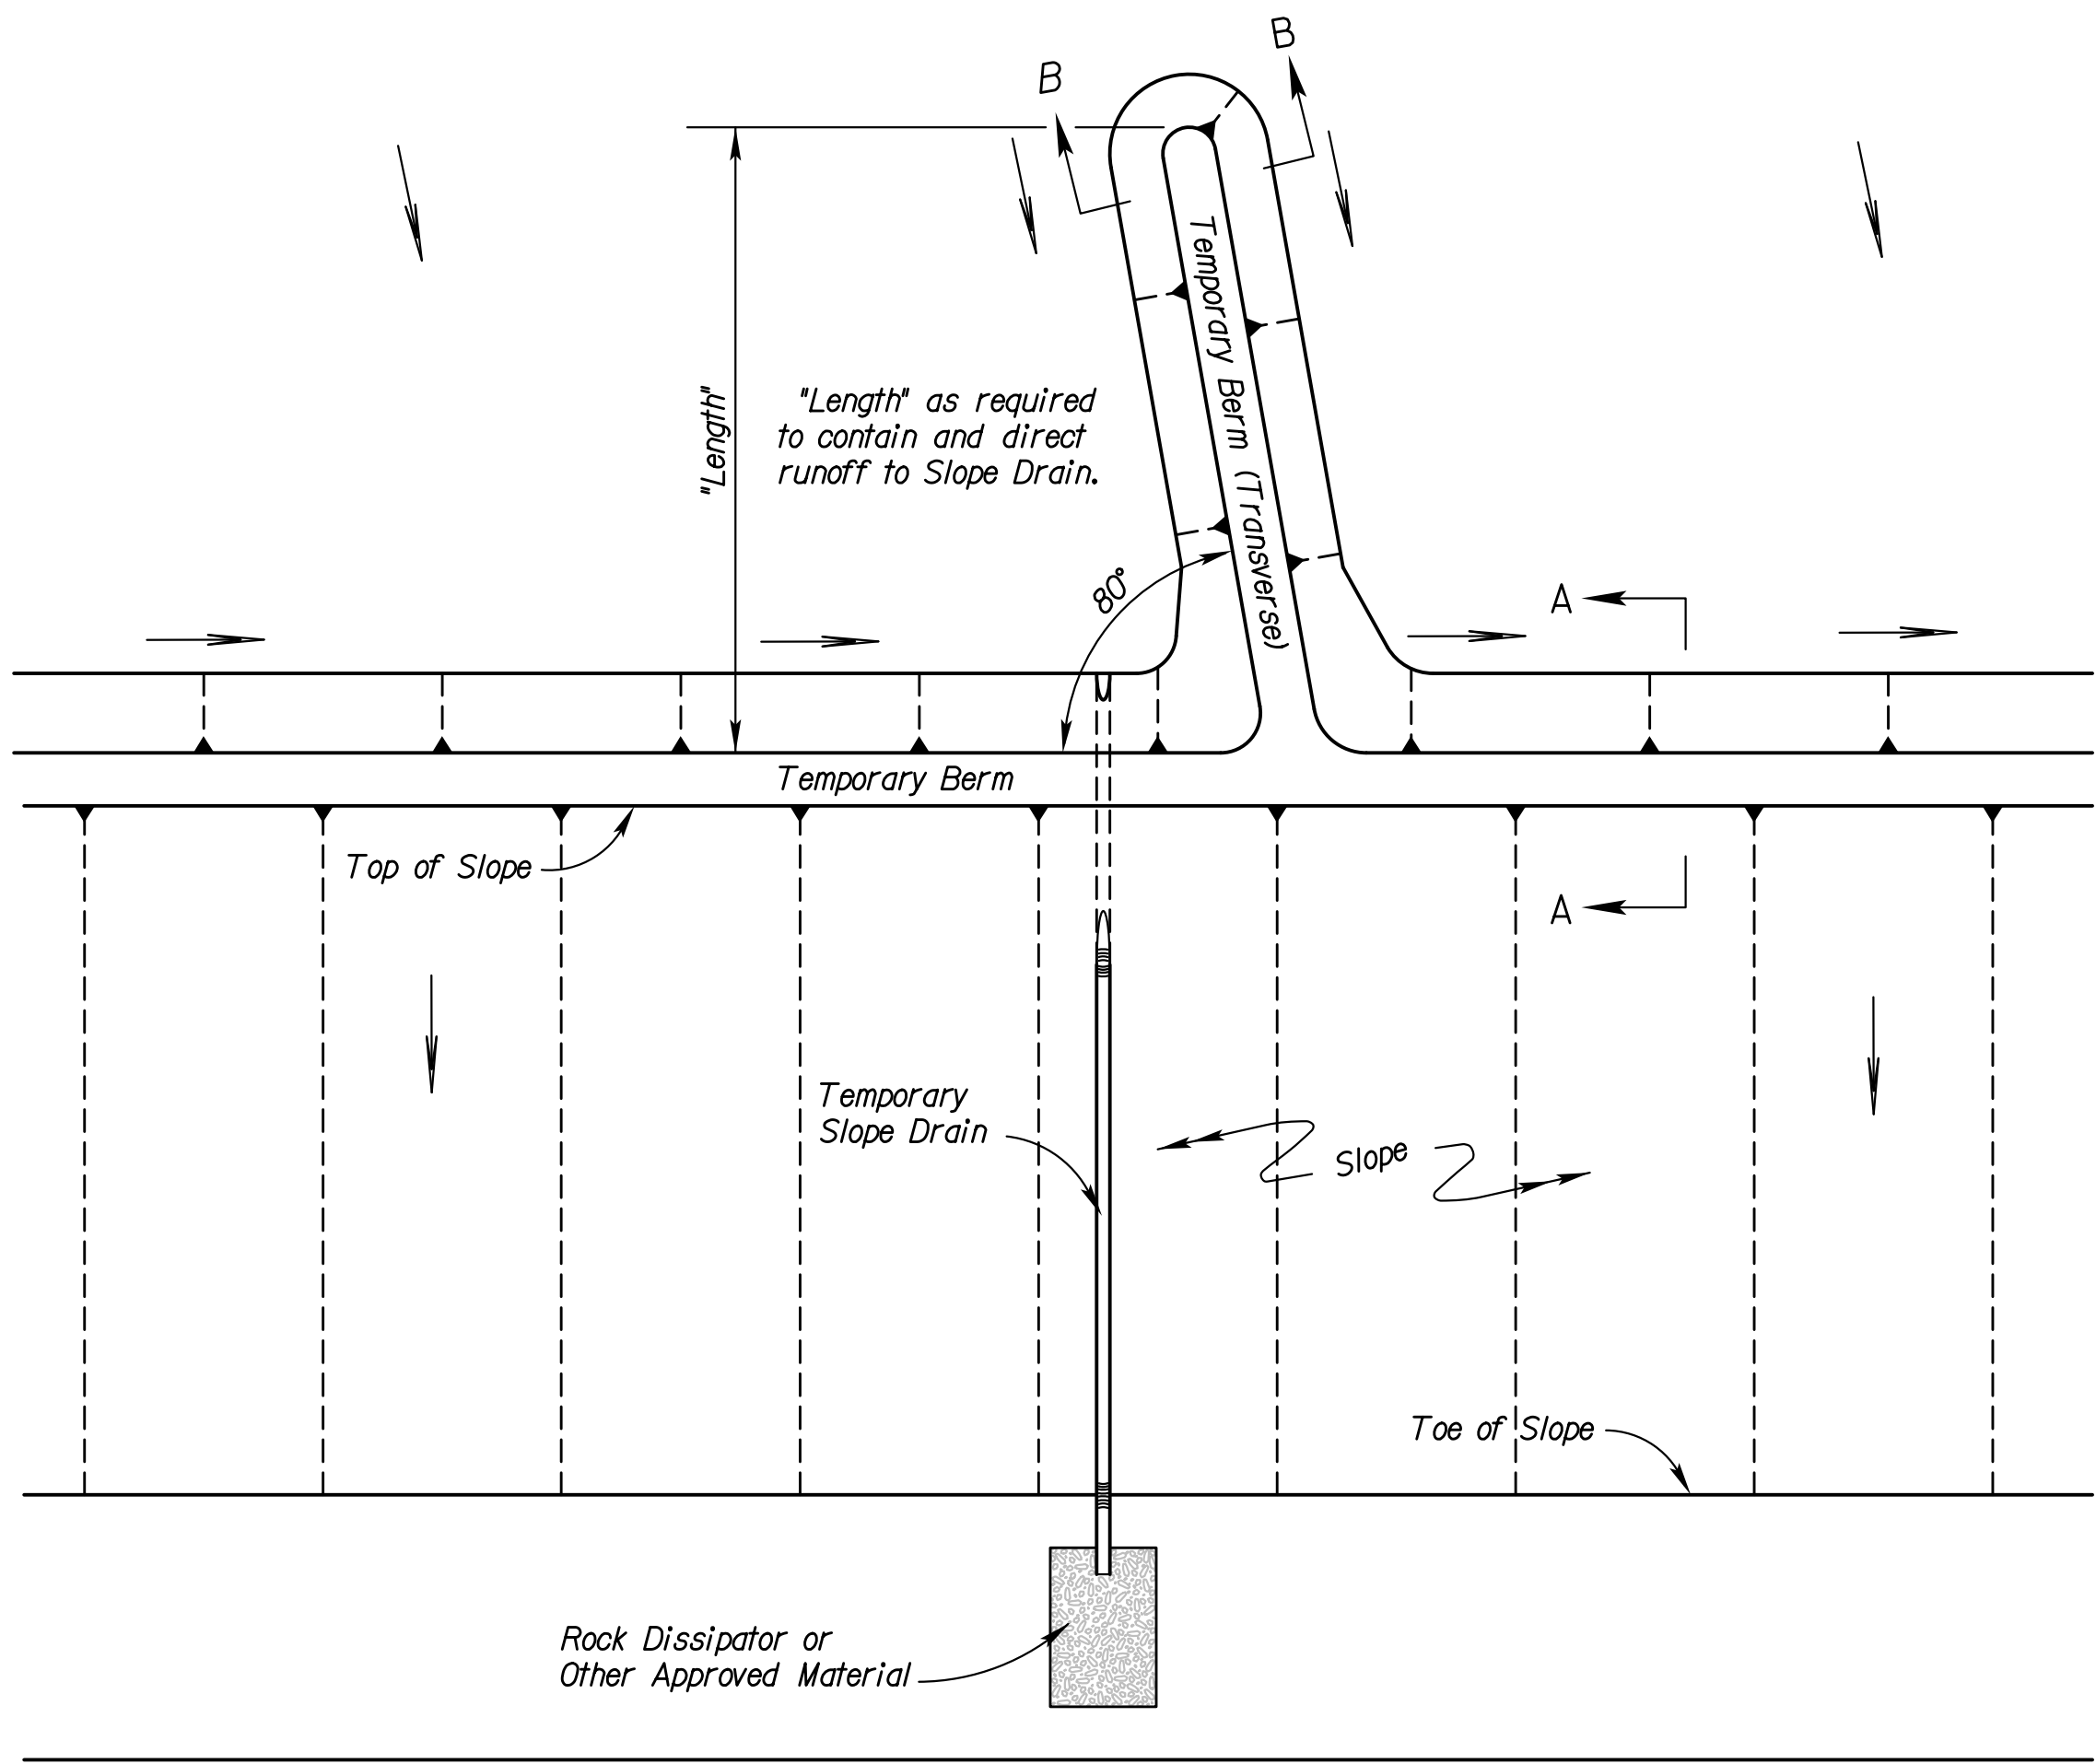 B
B
"Length"
"Length" as required
to contain and direct
runoff to Slope Drain.
Temporary Berm (Transverse)
80°
A
Temporary Berm
Top of Slope
A
Temporary
Slope Drain
Slope
Toe of Slope
Rock Dissipator or
Other Approved Material